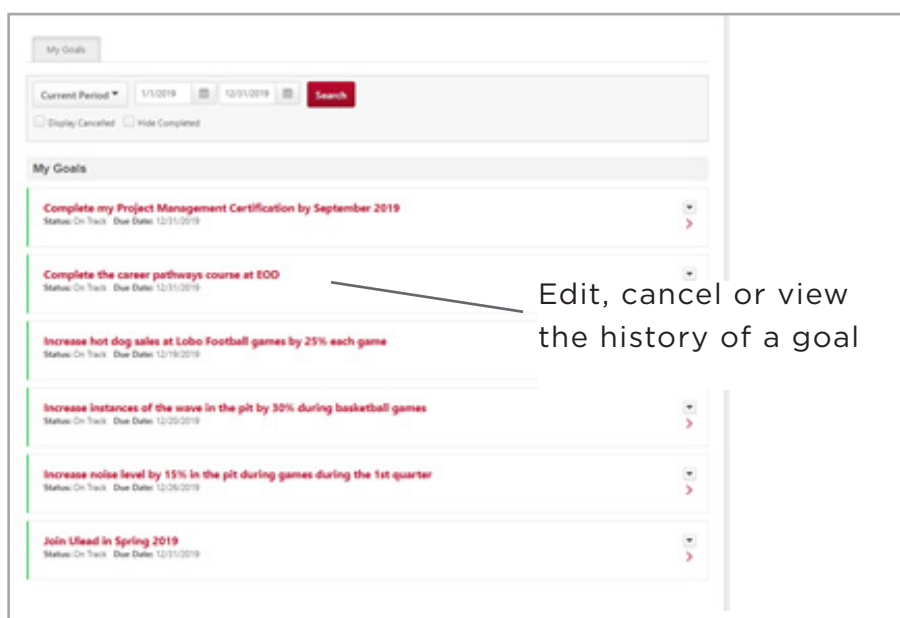 My Goals
Current Period 1/1/2019 12/31/2019 Search
Display Cancelled Hide Completed
My Goals
Complete my Project Management Certification by September 2019
Status: On Track Due Date: 12/31/2019
Complete the career pathways course at EOD
Status: On Track Due Date: 12/31/2019
Edit, cancel or view
the history of a goal
Increase hot dog sales at Lobo Football games by 25% each game
Status: On Track Due Date: 12/19/2019
Increase instances of the wave in the pit by 30% during basketball games
Status: On Track Due Date: 12/20/2019
Increase noise level by 15% in the pit during games during the 1st quarter
Status: On Track Due Date: 12/26/2019
Join Ulead in Spring 2019
Status: On Track Due Date: 12/31/2019